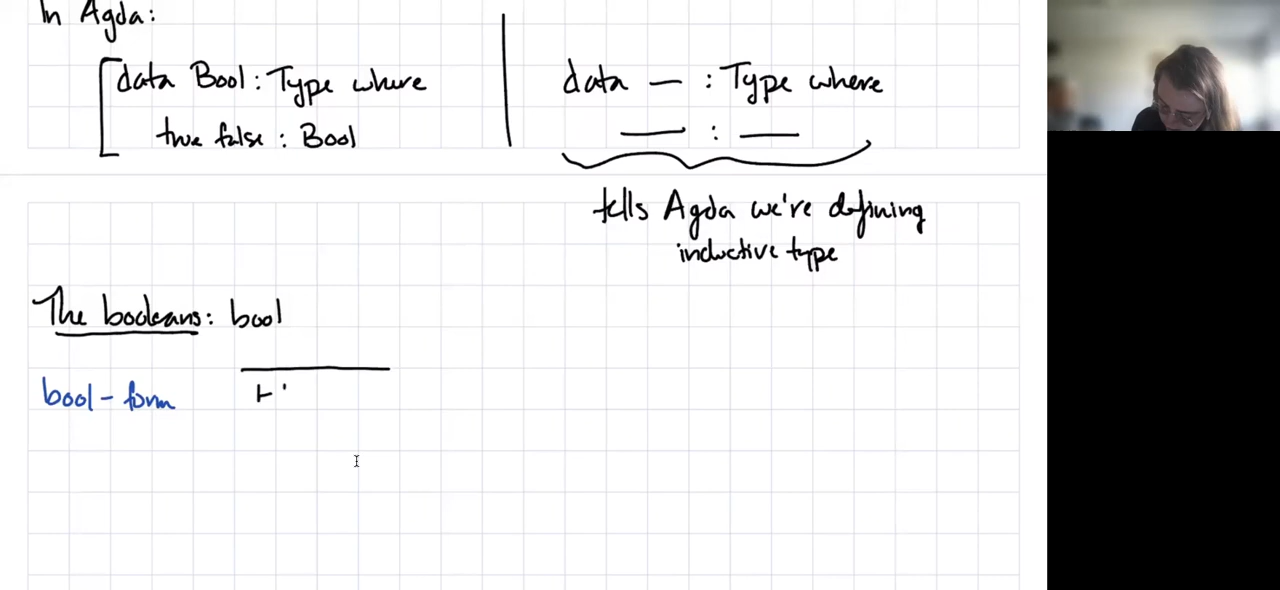 In Agda:
data Bool : Type where
true false : Bool
data — : Type where
— : —
tells Agda we're defining
inductive type
The booleans: bool
bool-form
⊢